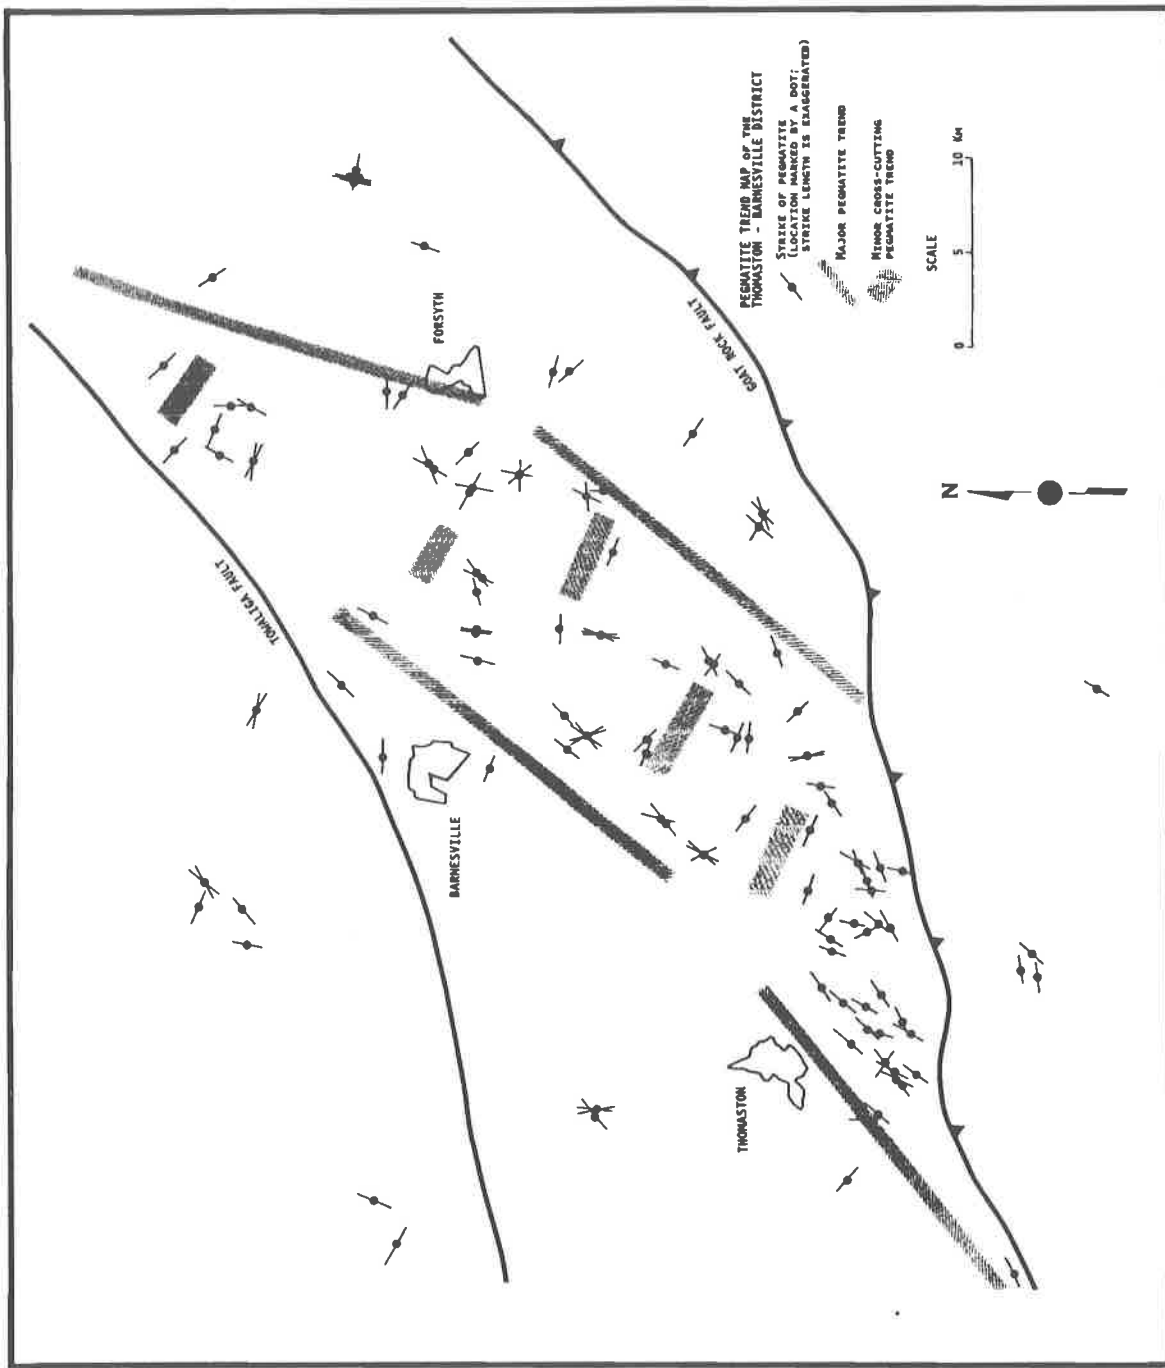 PEGMATITE TREND MAP OF THE
THOMASTON - BARNESVILLE DISTRICT
STRIKE OF PEGMATITE
(LOCATION MARKED BY A DOT;
STRIKE LENGTH IS EXAGGERATED)
MAJOR PEGMATITE TREND
MINOR CROSS-CUTTING
PEGMATITE TREND
SCALE
0 5 10 KM
N
GOAT ROCK FAULT
TOWALIGA FAULT
FORSYTH
BARNESVILLE
THOMASTON